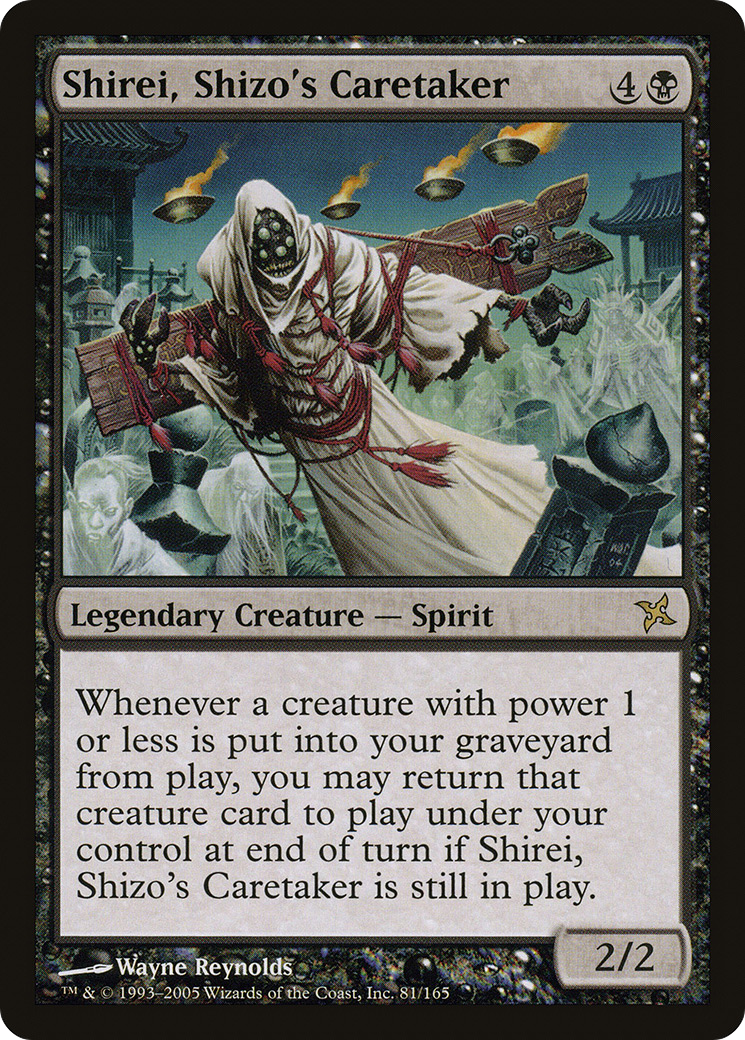 Shirei, Shizo's Caretaker 4
Legendary Creature — Spirit
Whenever a creature with power 1
or less is put into your graveyard
from play, you may return that
creature card to play under your
control at end of turn if Shirei,
Shizo's Caretaker is still in play.
2/2
Wayne Reynolds
™ & © 1993–2005 Wizards of the Coast, Inc. 81/165